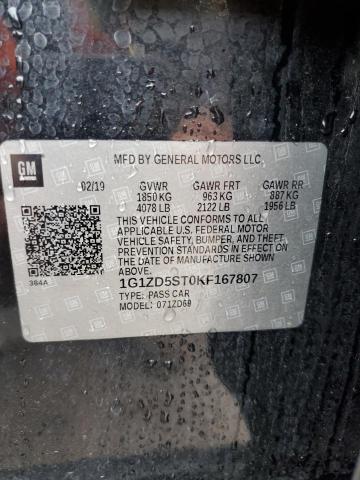 GM
MFD BY GENERAL MOTORS LLC
02/19 GVWR GAWR FRT GAWR RR
1850 KG 963 KG 887 KG
4078 LB 2122 LB 1956 LB
THIS VEHICLE CONFORMS TO ALL
APPLICABLE U.S. FEDERAL MOTOR
VEHICLE SAFETY, BUMPER, AND THEFT
PREVENTION STANDARDS IN EFFECT ON
THE DATE OF MANUFACTURE SHOWN ABOVE.
384A
1G1ZD5ST0KF167807
TYPE: PASS CAR
MODEL: 071ZD69